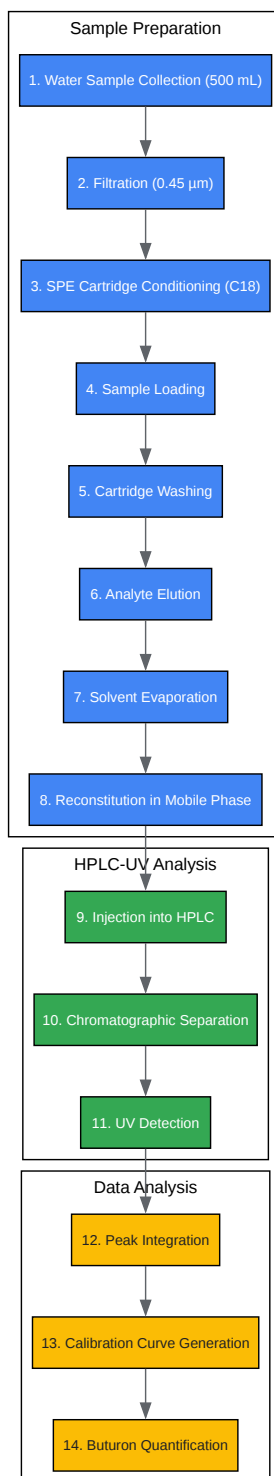 Sample Preparation
1. Water Sample Collection (500 mL)
2. Filtration (0.45 µm)
3. SPE Cartridge Conditioning (C18)
4. Sample Loading
5. Cartridge Washing
6. Analyte Elution
7. Solvent Evaporation
8. Reconstitution in Mobile Phase
HPLC-UV Analysis
9. Injection into HPLC
10. Chromatographic Separation
11. UV Detection
Data Analysis
12. Peak Integration
13. Calibration Curve Generation
14. Buturon Quantification